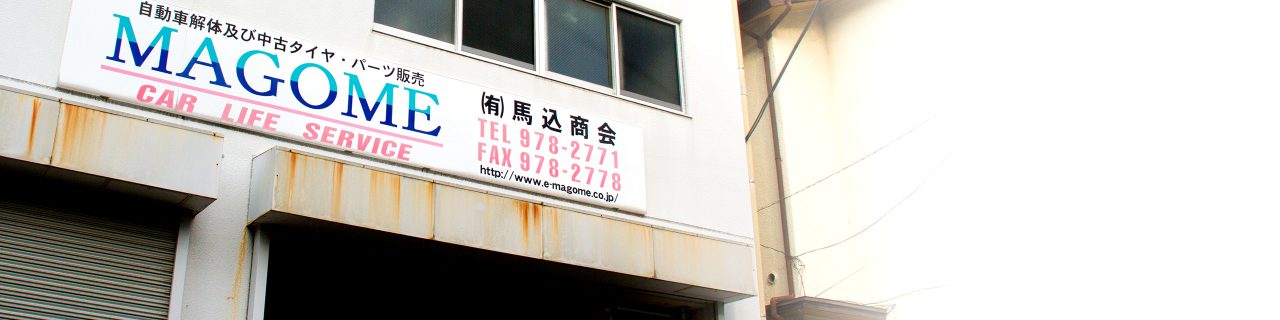 自動車解体及び中古タイヤ・パーツ販売
MAGOME
CAR LIFE SERVICE
㈲馬込商会
TEL 978-2771
FAX 978-2778
http://www.e-magome.co.jp/